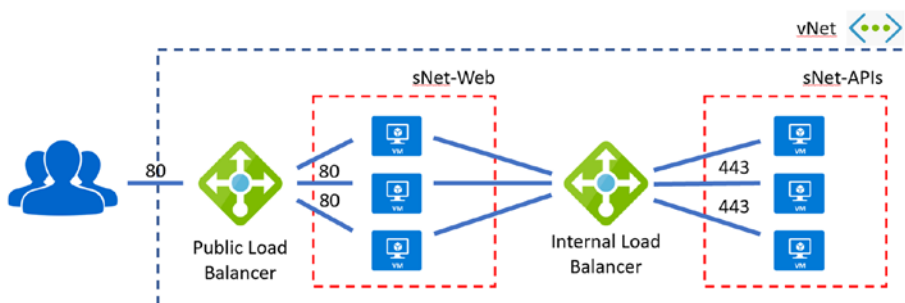 vNet
sNet-Web
sNet-APIs
VM
VM
80
80
443
VM
VM
80
443
Public Load
Balancer
Internal Load
Balancer
VM
VM